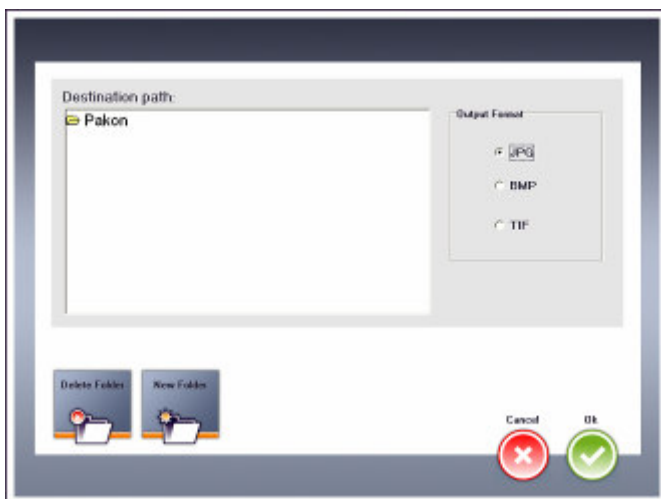 Destination path:
Pakon
Output Format
JPG
BMP
TIF
Delete Folder
New Folder
Cancel
Ok